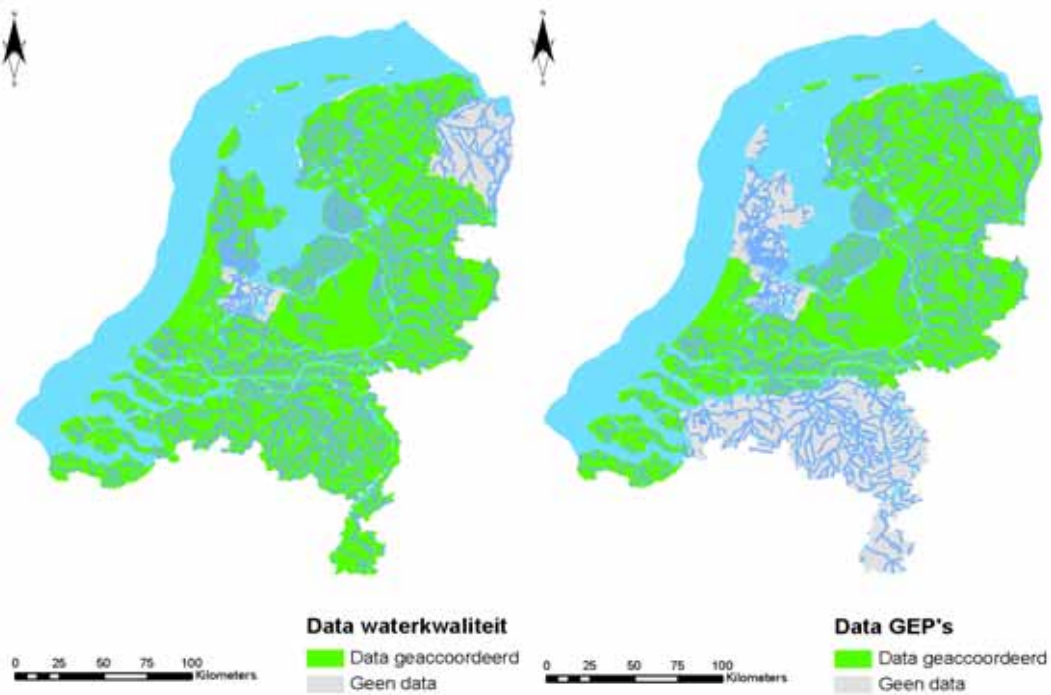 N
N
Data waterkwaliteit
Data geaccoordeerd
Geen data
0 25 50 75 100
Kilometers
Data GEP's
Data geaccoordeerd
Geen data
0 25 50 75 100
Kilometers